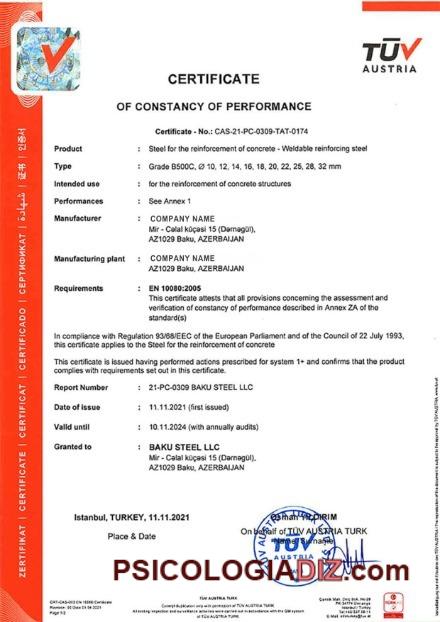 TÜV
AUSTRIA
CERTIFICATE
OF CONSTANCY OF PERFORMANCE
Certificate - No.: CAS-21-PC-0309-TAT-0174
Product : Steel for the reinforcement of concrete - Weldable reinforcing steel
Type : Grade B500C, Ø 10, 12, 14, 16, 18, 20, 22, 25, 28, 32 mm
Intended use : for the reinforcement of concrete structures
Performances : See Annex 1
Manufacturer : COMPANY NAME
Mir - Cəlal küçəsi 15 (Dərnəgül),
AZ1029 Baku, AZERBAIJAN
Manufacturing plant : COMPANY NAME
AZ1029 Baku, AZERBAIJAN
Requirements : EN 10080:2005
This certificate attests that all provisions concerning the assessment and
verification of constancy of performance described in Annex ZA of the
standard(s)
In compliance with Regulation 93/68/EEC of the European Parliament and of the Council of 22 July 1993,
this certificate applies to the Steel for the reinforcement of concrete
This certificate is issued having performed actions prescribed for system 1+ and confirms that the product
complies with requirements set out in this certificate.
Report Number : 21-PC-0309 BAKU STEEL LLC
Date of issue : 11.11.2021 (first issued)
Valid until : 10.11.2024 (with annually audits)
Granted to : BAKU STEEL LLC
Mir - Cəlal küçəsi 15 (Dərnəgül),
AZ1029 Baku, AZERBAIJAN
Istanbul, TURKEY, 11.11.2021
Place & Date
On behalf of TÜV AUSTRIA TURK
Name, Surname
TÜV
AUSTRIA
PSICOLOGIADIZ.com
TÜV AUSTRIA TURK
ZERTIFIKAT | CERTIFICATE | CERTIFICAT | CERTIFICADO | СЕРТИФИКАТ | شهادة | 证书 | 인증서